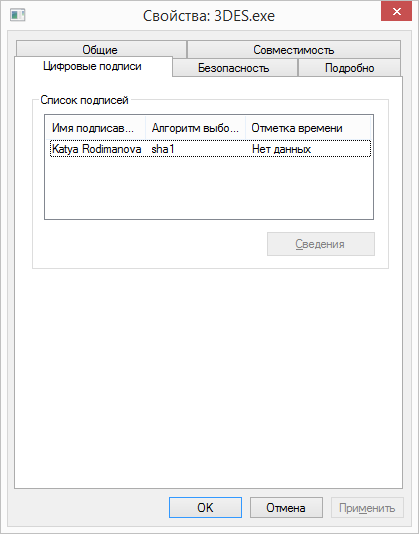 Свойства: 3DES.exe
Общие Совместимость
Цифровые подписи Безопасность Подробно
Список подписей
Имя подписав... Алгоритм выбо... Отметка времени
Katya Rodimanova sha1 Нет данных
Сведения
OK Отмена Применить